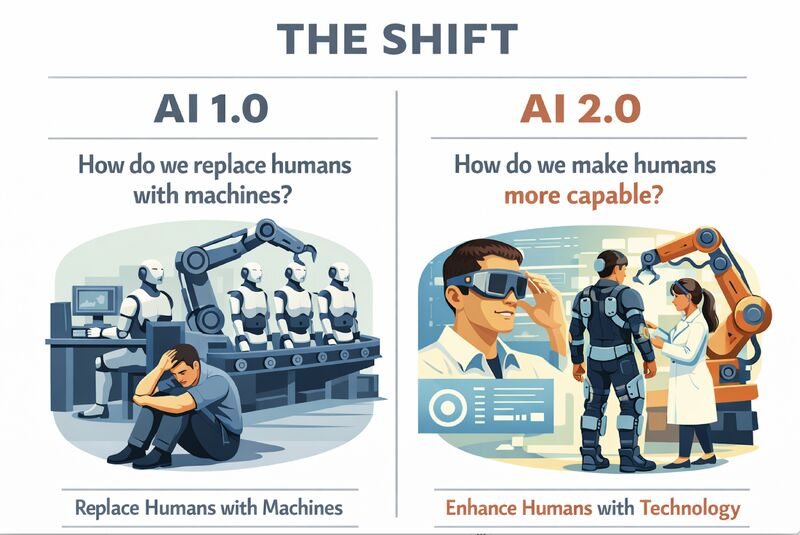 THE SHIFT
AI 1.0
How do we replace humans
with machines?
Replace Humans with Machines
AI 2.0
How do we make humans
more capable?
Enhance Humans with Technology